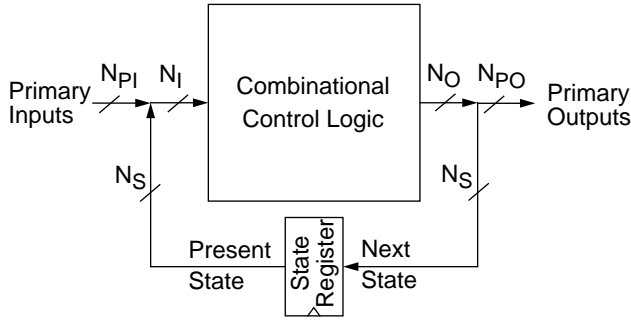 N_PI
N_I
Primary
Inputs
Combinational
Control Logic
N_O
N_PO
Primary
Outputs
N_S
N_S
Present
State
State
Register
Next
State